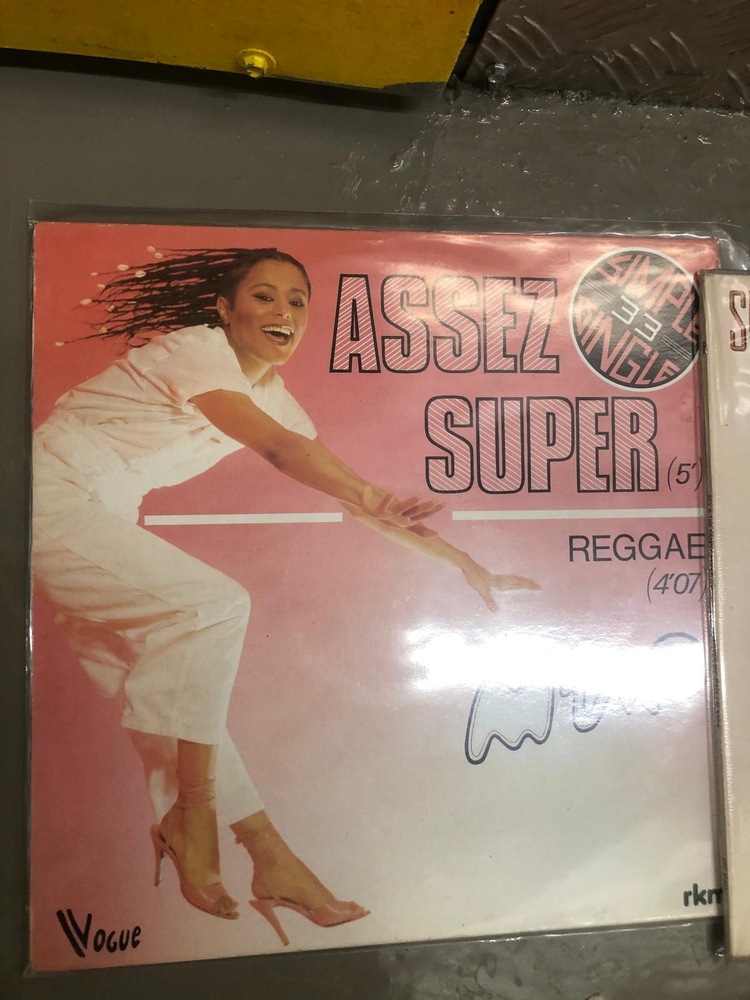 ASSEZ
SUPER (5')
SIMPLE
33
SINGLE
REGGAE
(4'07)
VOGUE
rkm
S